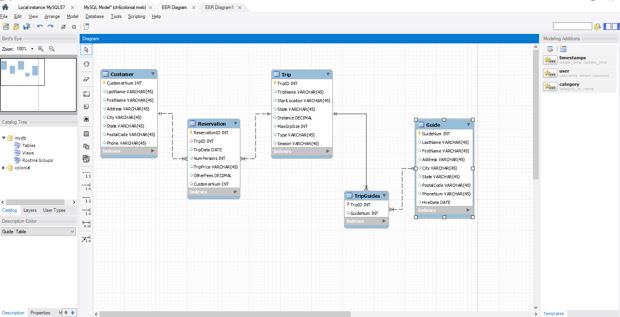 Local instance MySQL57
MySQL Model* (ch6colonial.mwb)
EER Diagram
EER Diagram1
File Edit View Arrange Model Database Tools Scripting Help
Bird's Eye
Zoom: 100%
Diagram
Modeling Additions
timestamps
user
category
Catalog Tree
mydb
Tables
Views
Routine Groups
colonial
Catalog Layers User Types
Description Editor
Guide: Table
Description Properties H
Templates
Customer
CustomerNum INT
LastName VARCHAR(45)
FirstName VARCHAR(45)
Address VARCHAR(45)
City VARCHAR(45)
State VARCHAR(45)
PostalCode VARCHAR(45)
Phone VARCHAR(45)
Indexes
Reservation
ReservationID INT
TripID INT
TripDate DATE
NumPersons INT
TripPrice VARCHAR(45)
OtherFees DECIMAL
CustomerNum INT
Indexes
Trip
TripID INT
TripName VARCHAR(45)
StartLocation VARCHAR(45)
State VARCHAR(45)
Distance DECIMAL
MaxGrpSize INT
Type VARCHAR(45)
Season VARCHAR(45)
Indexes
TripGuides
TripID INT
GuideNum INT
Indexes
Guide
GuideNum INT
LastName VARCHAR(45)
FirstName VARCHAR(45)
Address VARCHAR(45)
City VARCHAR(45)
State VARCHAR(45)
PostalCode VARCHAR(45)
PhoneNum VARCHAR(45)
HireDate DATE
Indexes
1:1
1:n
1:1
1:n
n:m